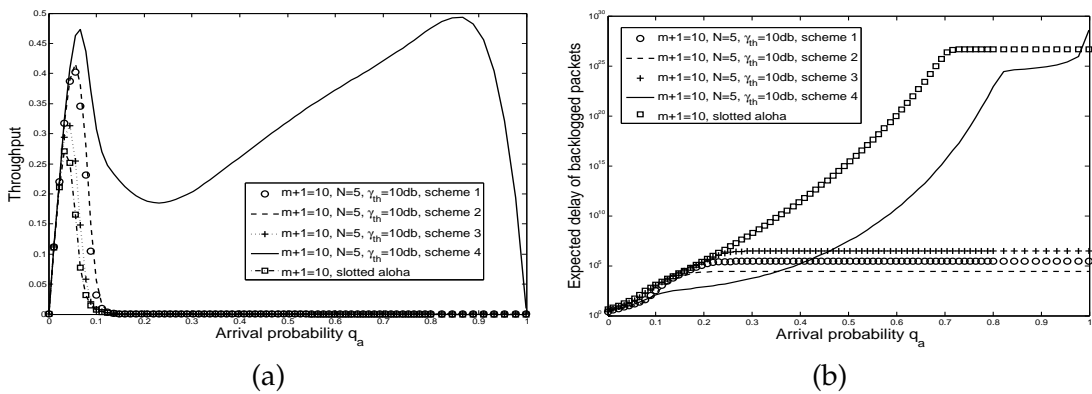 0.5
0.45
0.4
0.35
0.3
0.25
0.2
0.15
0.1
0.05
0
Throughput
m+1=10, N=5, γth=10db, scheme 1
m+1=10, N=5, γth=10db, scheme 2
m+1=10, N=5, γth=10db, scheme 3
m+1=10, N=5, γth=10db, scheme 4
m+1=10, slotted aloha
0 0.1 0.2 0.3 0.4 0.5 0.6 0.7 0.8 0.9 1
Arrival probability qa
(a)
10^30
10^25
10^20
10^15
10^10
10^5
10^0
Expected delay of backlogged packets
m+1=10, N=5, γth=10db, scheme 1
m+1=10, N=5, γth=10db, scheme 2
m+1=10, N=5, γth=10db, scheme 3
m+1=10, N=5, γth=10db, scheme 4
m+1=10, slotted aloha
0 0.1 0.2 0.3 0.4 0.5 0.6 0.7 0.8 0.9 1
Arrival probability qa
(b)